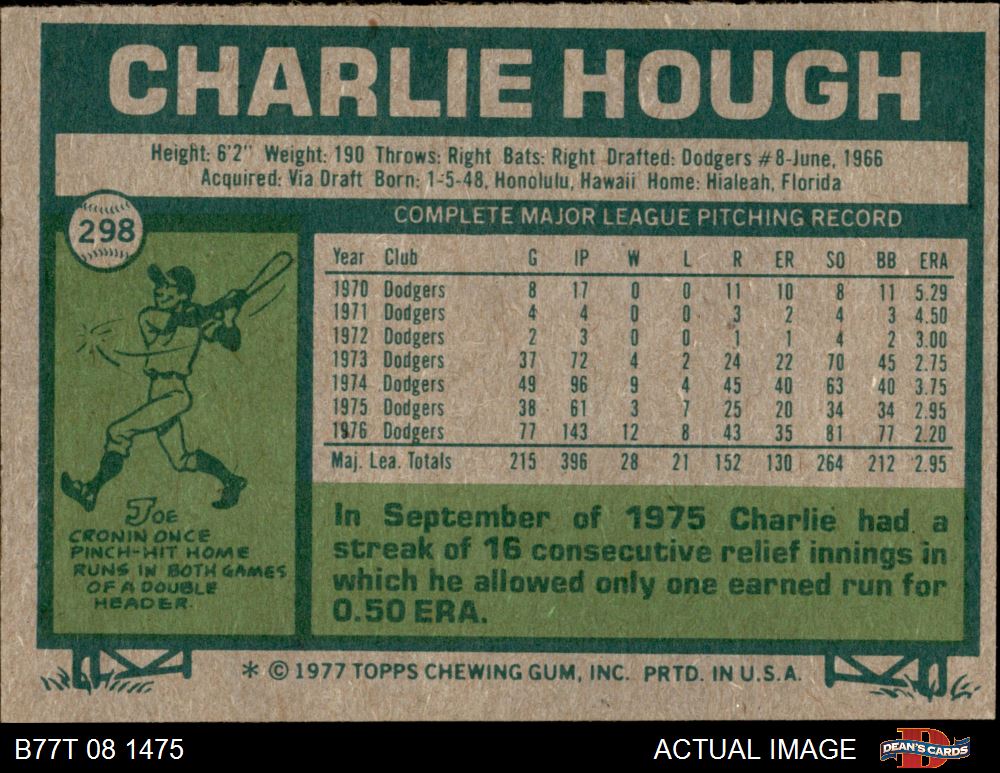 CHARLIE HOUGH
Height: 6'2" Weight: 190 Throws: Right Bats: Right Drafted: Dodgers #8-June, 1966
Acquired: Via Draft Born: 1-5-48, Honolulu, Hawaii Home: Hialeah, Florida
298
COMPLETE MAJOR LEAGUE PITCHING RECORD
Year Club G IP W L R ER SO BB ERA
1970 Dodgers 8 17 0 0 11 10 8 11 5.29
1971 Dodgers 4 4 0 0 3 2 4 3 4.50
1972 Dodgers 2 3 0 0 1 1 4 2 3.00
1973 Dodgers 37 72 4 2 24 22 70 45 2.75
1974 Dodgers 49 96 9 4 45 40 63 40 3.75
1975 Dodgers 38 61 3 7 25 20 34 34 2.95
1976 Dodgers 77 143 12 8 43 35 81 77 2.20
Maj. Lea. Totals 215 396 28 21 152 130 264 212 2.95
JOE
CRONIN ONCE
PINCH-HIT HOME
RUNS IN BOTH GAMES
OF A DOUBLE
HEADER.
In September of 1975 Charlie had a
streak of 16 consecutive relief innings in
which he allowed only one earned run for
0.50 ERA.
* © 1977 TOPPS CHEWING GUM, INC. PRTD. IN U.S.A.
B77T 08 1475
ACTUAL IMAGE
DEAN'S CARDS